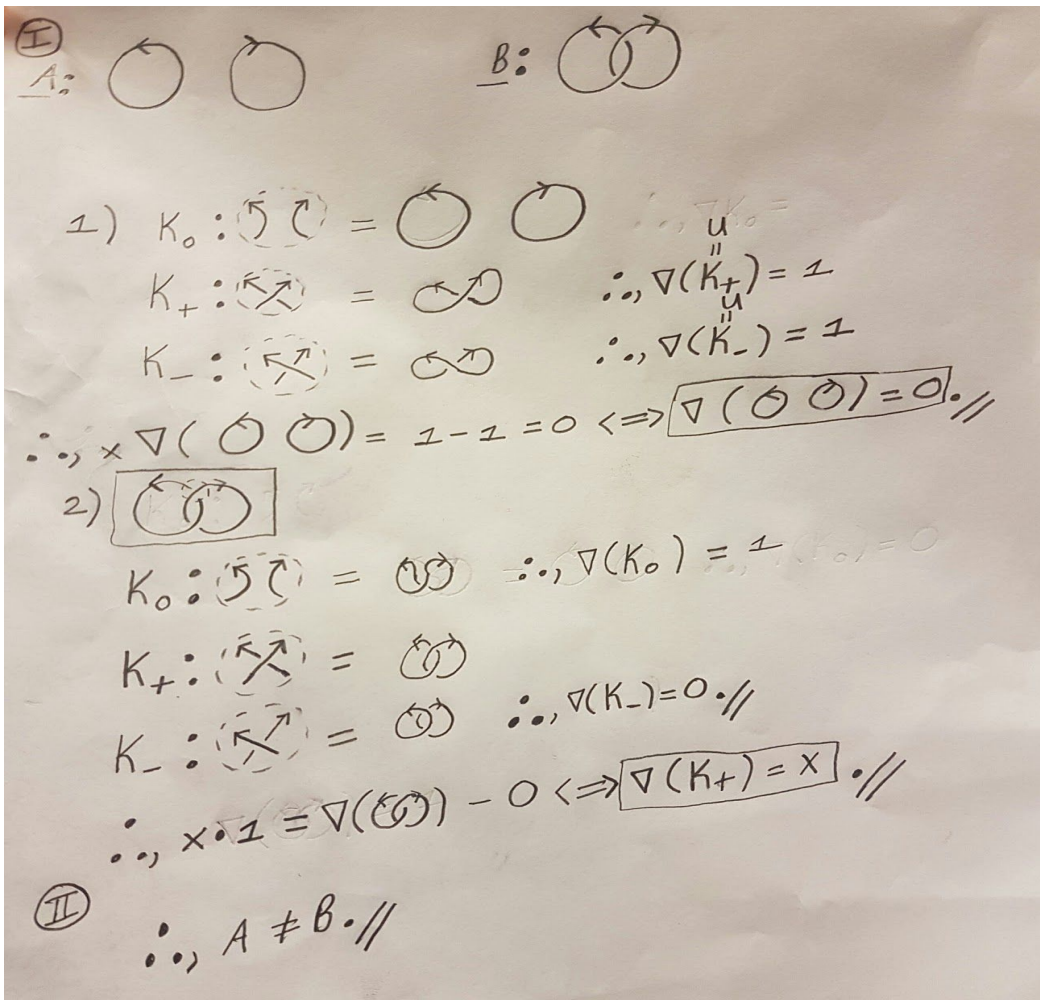 I
A: B:
1) K₀ : =
K₊ : = ∴, ∇(K₊) = 1
U
=
K₋ : = ∴, ∇(K₋) = 1
U
=
∴, x ∇( ) = 1 - 1 = 0 <=> ∇( ) = 0.//
2)
K₀ : = ∴, ∇(K₀) = 1
K₊ : =
K₋ : = ∴, ∇(K₋)=0.//
∴, x·1 = ∇( ) - 0 <=> ∇(K₊) = x .//
II
∴, A ≠ B.//